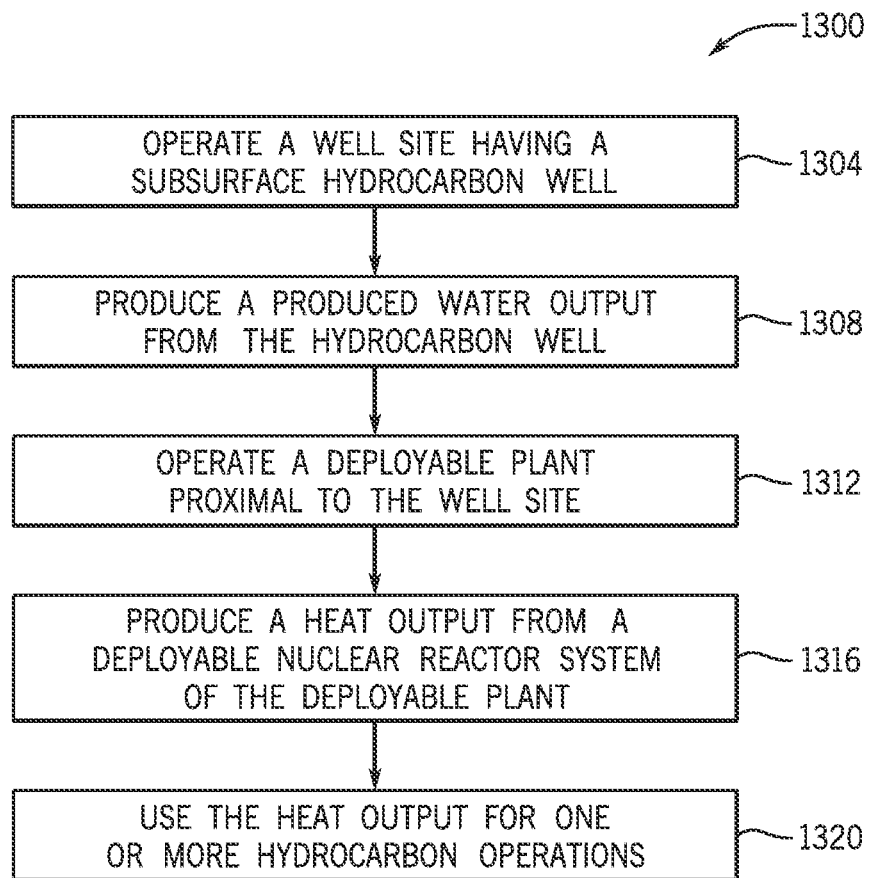 1300
OPERATE A WELL SITE HAVING A
SUBSURFACE HYDROCARBON WELL
1304
PRODUCE A PRODUCED WATER OUTPUT
FROM THE HYDROCARBON WELL
1308
OPERATE A DEPLOYABLE PLANT
PROXIMAL TO THE WELL SITE
1312
PRODUCE A HEAT OUTPUT FROM A
DEPLOYABLE NUCLEAR REACTOR SYSTEM
OF THE DEPLOYABLE PLANT
1316
USE THE HEAT OUTPUT FOR ONE
OR MORE HYDROCARBON OPERATIONS
1320